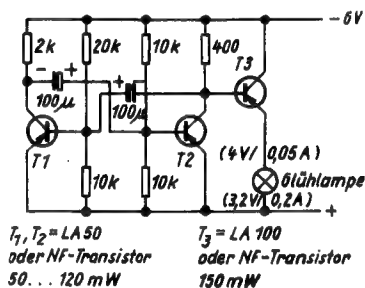 −6V
2k
20k
10k
400
T3
− +
100μ
+
100μ
T1
T2
(4V/0,05A)
Glühlampe
(3,2V/0,2A)
10k
10k
+
T₁, T₂ = LA 50
oder NF-Transistor
50... 120 mW
T₃ = LA 100
oder NF-Transistor
150 mW